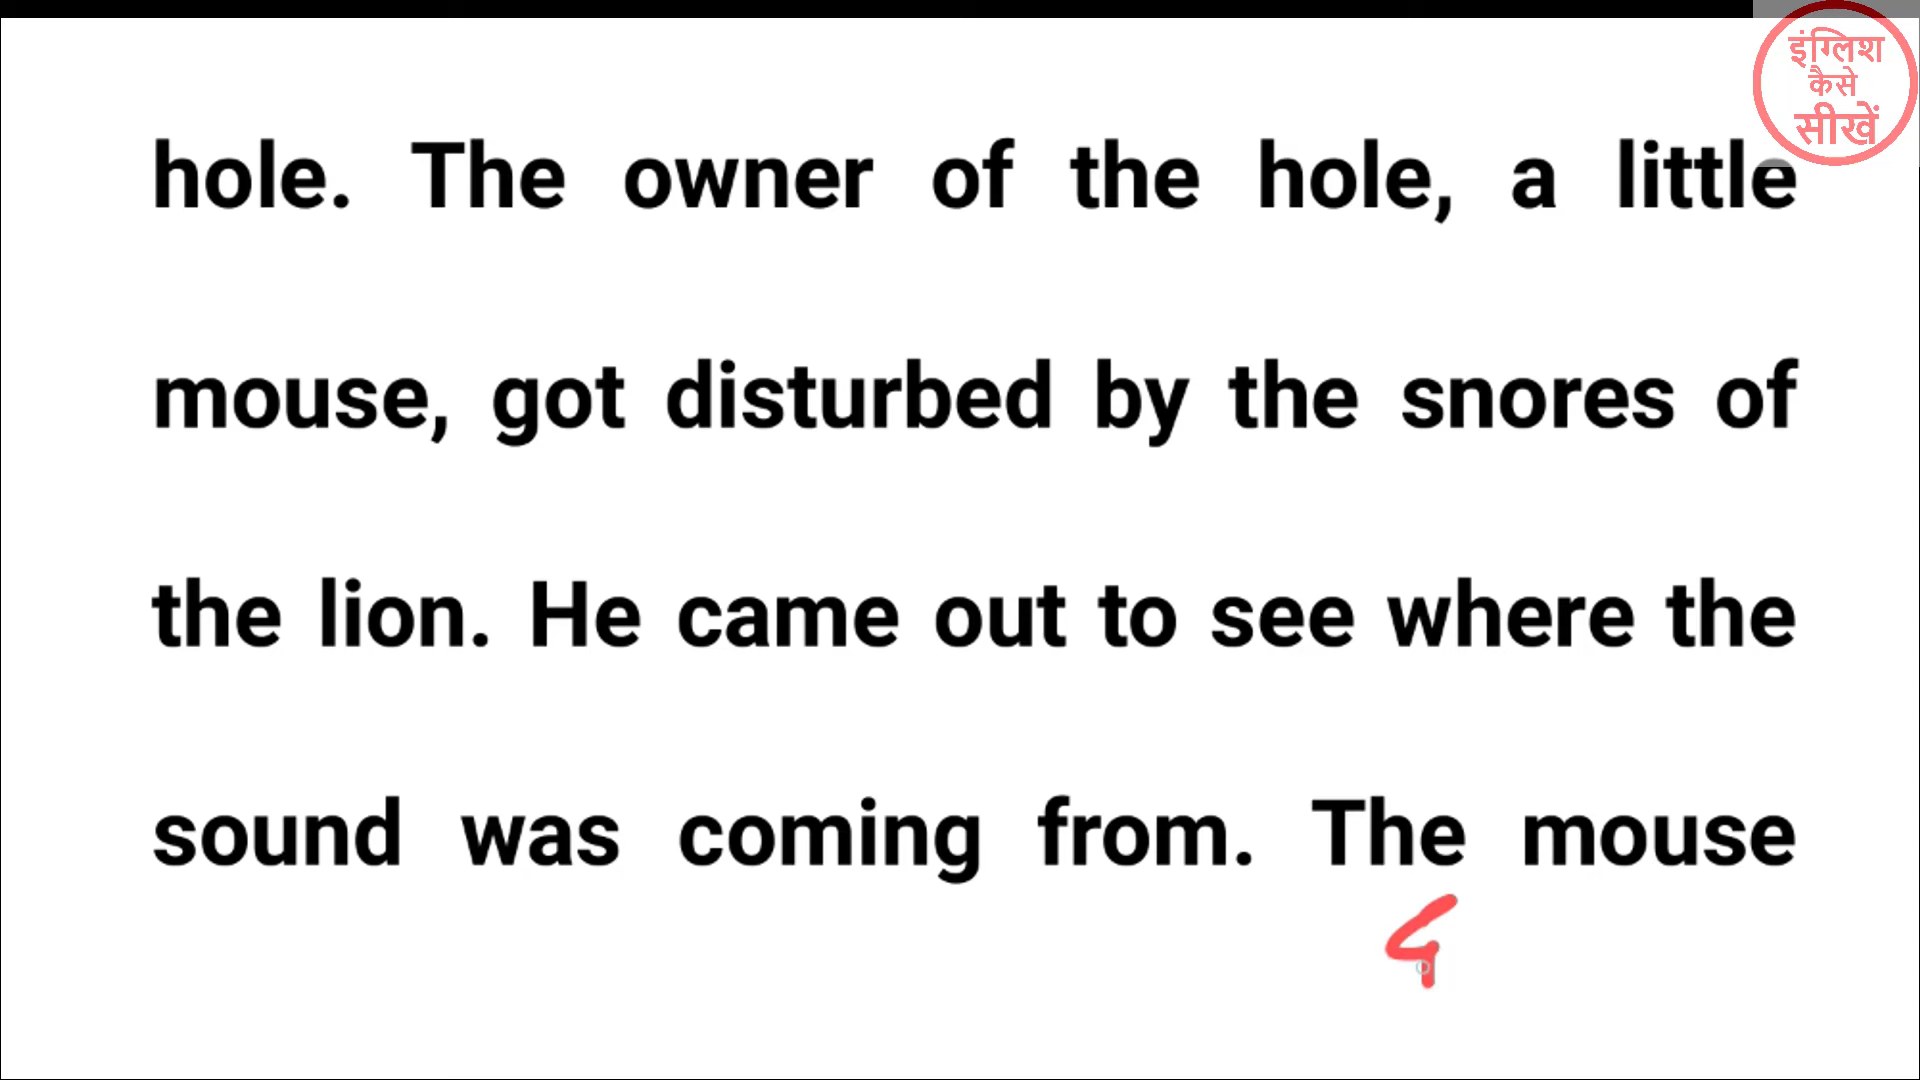 इंग्लिश
कैसे
सीखें
hole. The owner of the hole, a little
mouse, got disturbed by the snores of
the lion. He came out to see where the
sound was coming from. The mouse